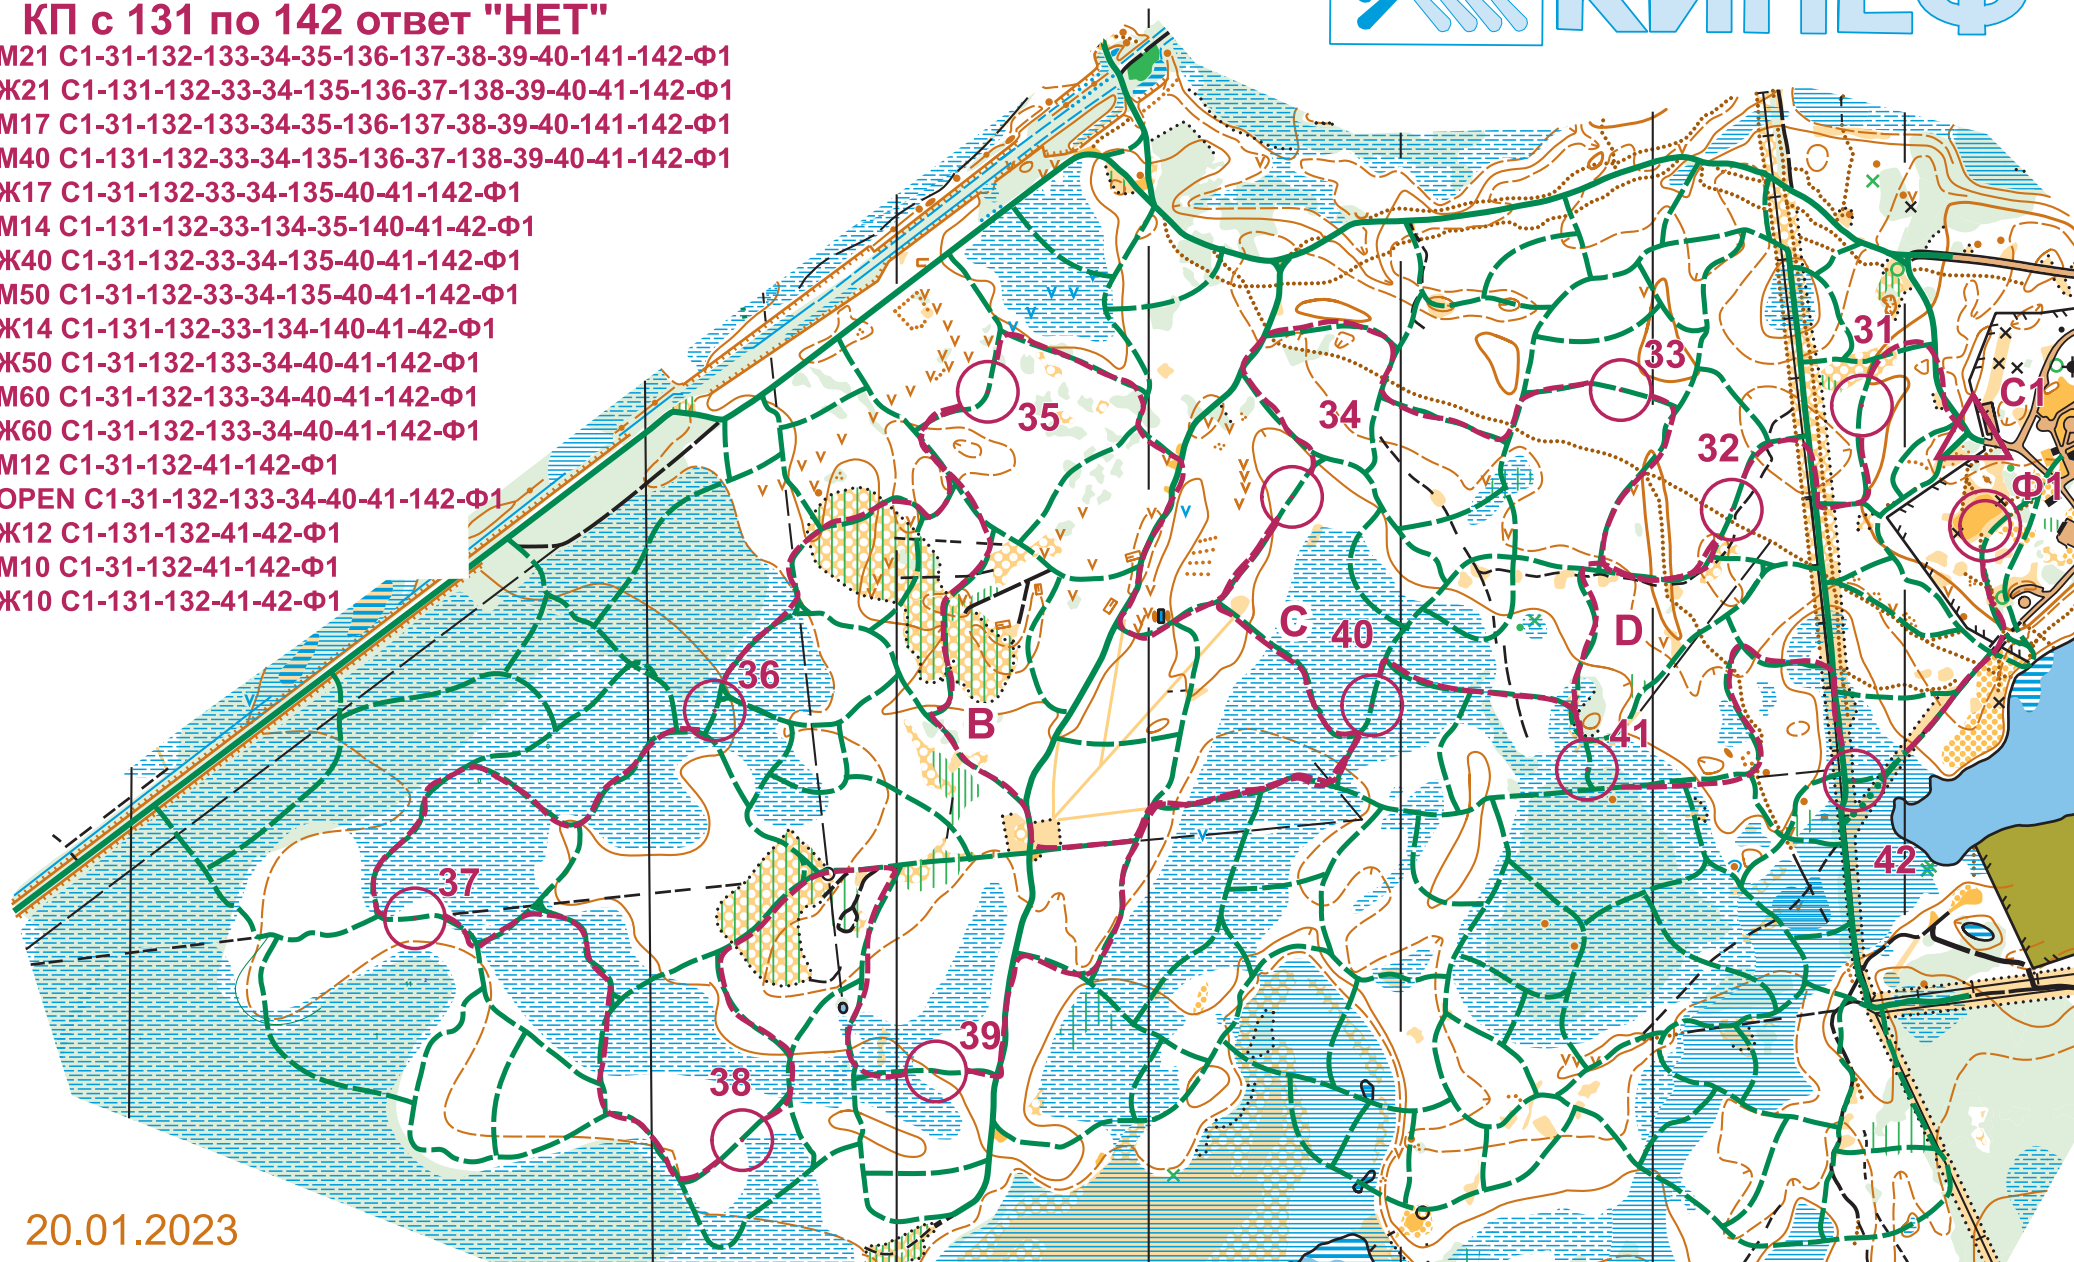 КП с 131 по 142 ответ "НЕТ"
КИНЕФ
М21 С1-31-132-133-34-35-136-137-38-39-40-141-142-Ф1
Ж21 С1-131-132-33-34-135-136-37-138-39-40-41-142-Ф1
М17 С1-31-132-133-34-35-136-137-38-39-40-141-142-Ф1
М40 С1-131-132-33-34-135-136-37-138-39-40-41-142-Ф1
Ж17 С1-31-132-33-34-135-40-41-142-Ф1
М14 С1-131-132-33-134-35-140-41-42-Ф1
Ж40 С1-31-132-33-34-135-40-41-142-Ф1
М50 С1-31-132-33-34-135-40-41-142-Ф1
Ж14 С1-131-132-33-134-140-41-42-Ф1
Ж50 С1-31-132-133-34-40-41-142-Ф1
М60 С1-31-132-133-34-40-41-142-Ф1
Ж60 С1-31-132-133-34-40-41-142-Ф1
М12 С1-31-132-41-142-Ф1
OPEN С1-31-132-133-34-40-41-142-Ф1
Ж12 С1-131-132-41-42-Ф1
М10 С1-31-132-41-142-Ф1
Ж10 С1-131-132-41-42-Ф1
31
33
С1
35
34
32
Ф1
C
40
D
36
B
41
42
37
39
38
20.01.2023